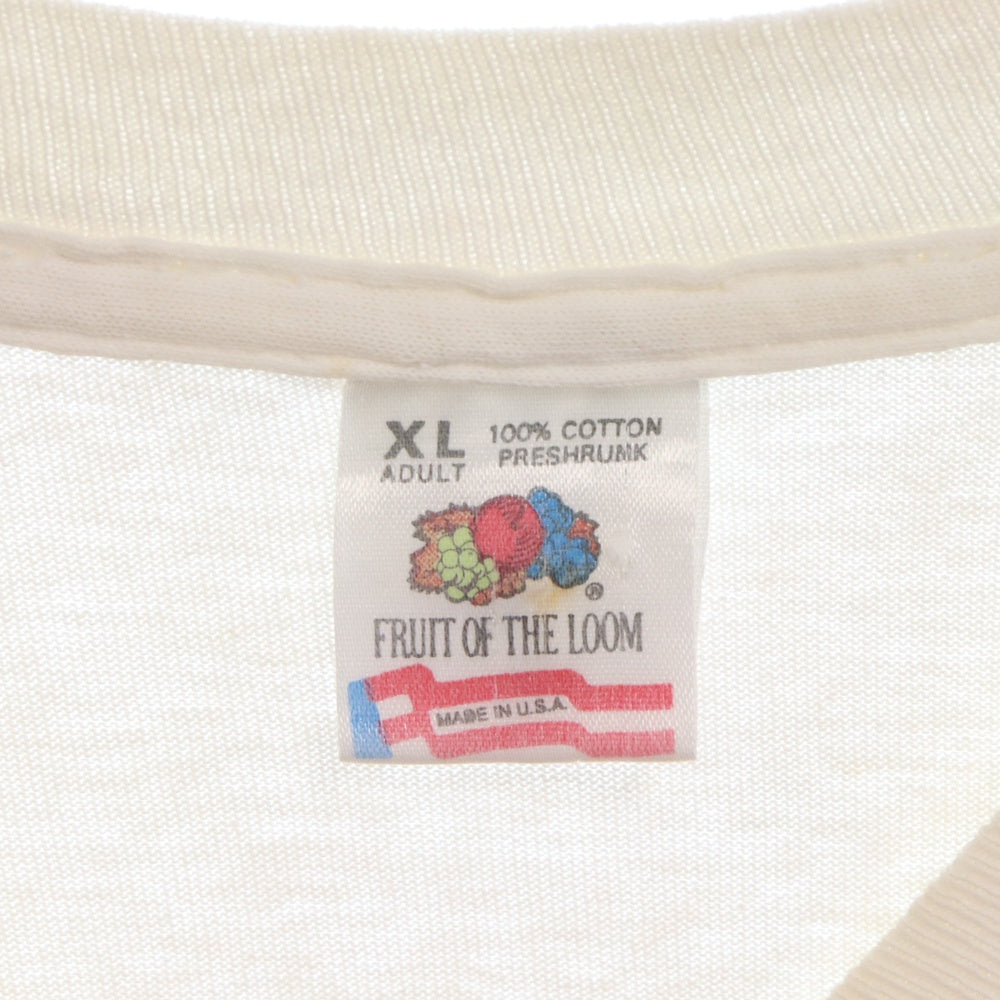 XL
ADULT
100% COTTON
PRESHRUNK
®
FRUIT OF THE LOOM
MADE IN U.S.A.